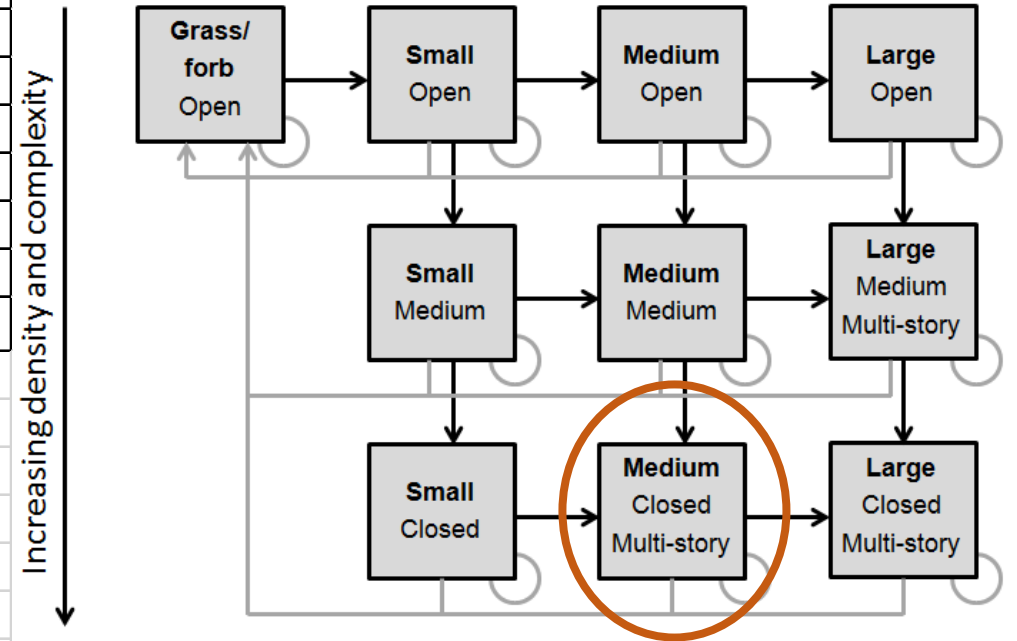 Increasing density and complexity
Grass/
forb
Open
Small
Open
Medium
Open
Large
Open
Small
Medium
Medium
Medium
Large
Medium
Multi-story
Small
Closed
Medium
Closed
Multi-story
Large
Closed
Multi-story